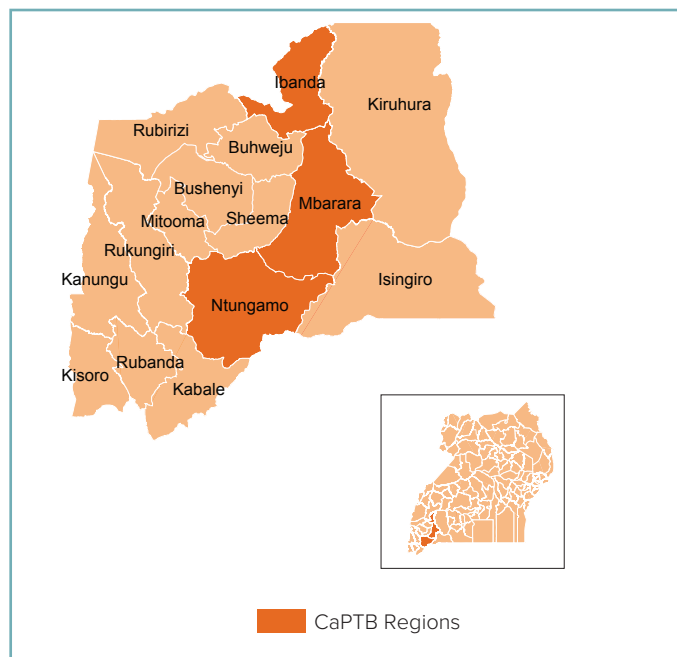 Ibanda
Kiruhura
Rubirizi
Buhweju
Bushenyi
Mbarara
Sheema
Mitooma
Rukungiri
Kanungu
Isingiro
Ntungamo
Rubanda
Kisoro
Kabale
CaPTB Regions